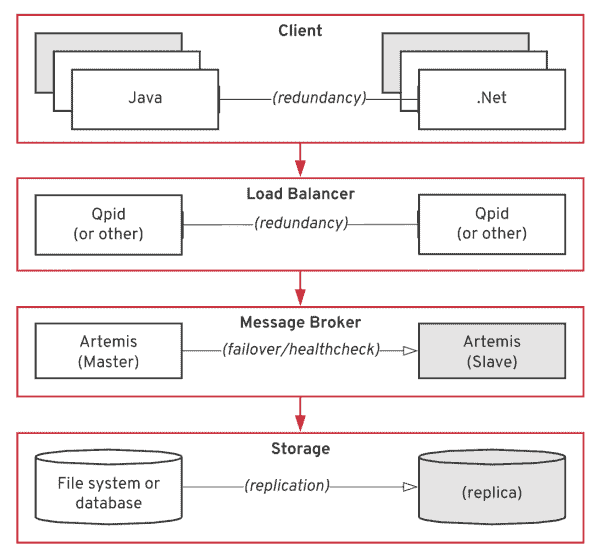 Client
Java
(redundancy)
.Net
Load Balancer
Qpid
(or other)
(redundancy)
Qpid
(or other)
Message Broker
Artemis
(Master)
(failover/healthcheck)
Artemis
(Slave)
Storage
File system or
database
(replication)
(replica)